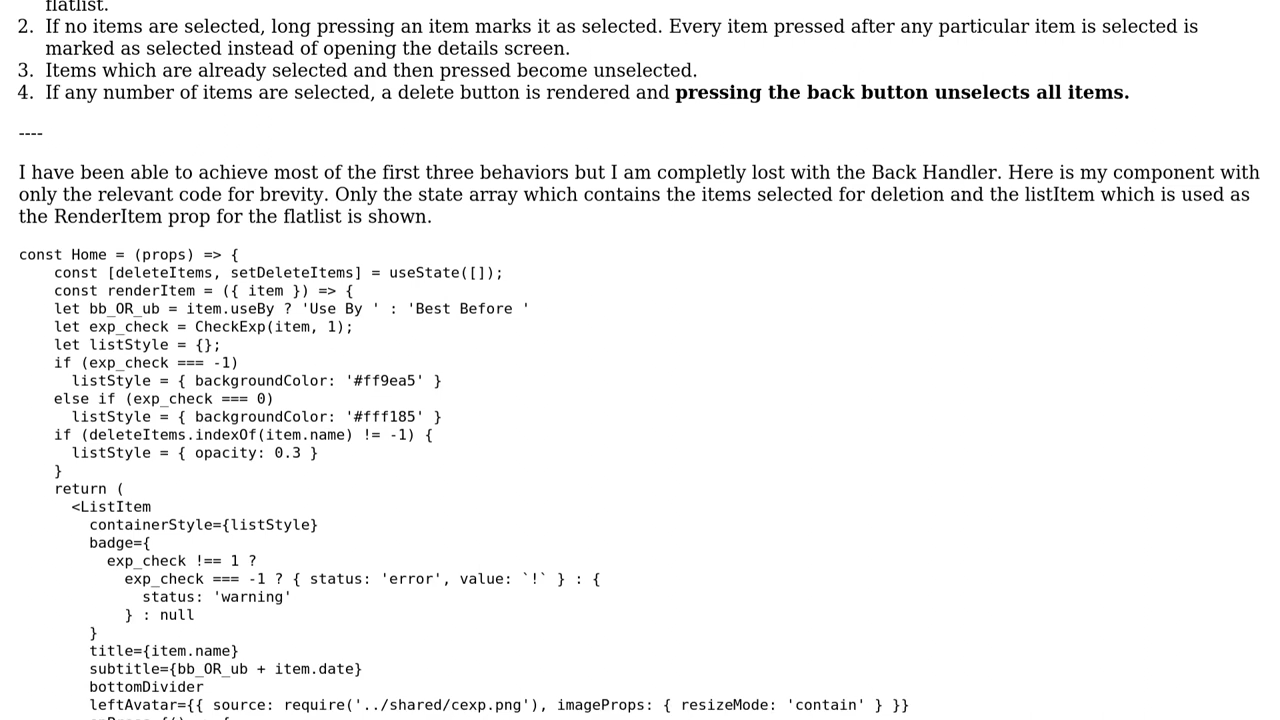 flatlist.
2. If no items are selected, long pressing an item marks it as selected. Every item pressed after any particular item is selected is
marked as selected instead of opening the details screen.
3. Items which are already selected and then pressed become unselected.
4. If any number of items are selected, a delete button is rendered and pressing the back button unselects all items.
----
I have been able to achieve most of the first three behaviors but I am completly lost with the Back Handler. Here is my component with
only the relevant code for brevity. Only the state array which contains the items selected for deletion and the listItem which is used as
the RenderItem prop for the flatlist is shown.
const Home = (props) => {
    const [deleteItems, setDeleteItems] = useState([]);
    const renderItem = ({ item }) => {
    let bb_OR_ub = item.useBy ? 'Use By ' : 'Best Before '
    let exp_check = CheckExp(item, 1);
    let listStyle = {};
    if (exp_check === -1)
      listStyle = { backgroundColor: '#ff9ea5' }
    else if (exp_check === 0)
      listStyle = { backgroundColor: '#fff185' }
    if (deleteItems.indexOf(item.name) != -1) {
      listStyle = { opacity: 0.3 }
    }
    return (
      <ListItem
        containerStyle={listStyle}
        badge={
          exp_check !== 1 ?
            exp_check === -1 ? { status: 'error', value: `!` } : {
              status: 'warning'
            } : null
        }
        title={item.name}
        subtitle={bb_OR_ub + item.date}
        bottomDivider
        leftAvatar={{ source: require('../shared/cexp.png'), imageProps: { resizeMode: 'contain' } }}